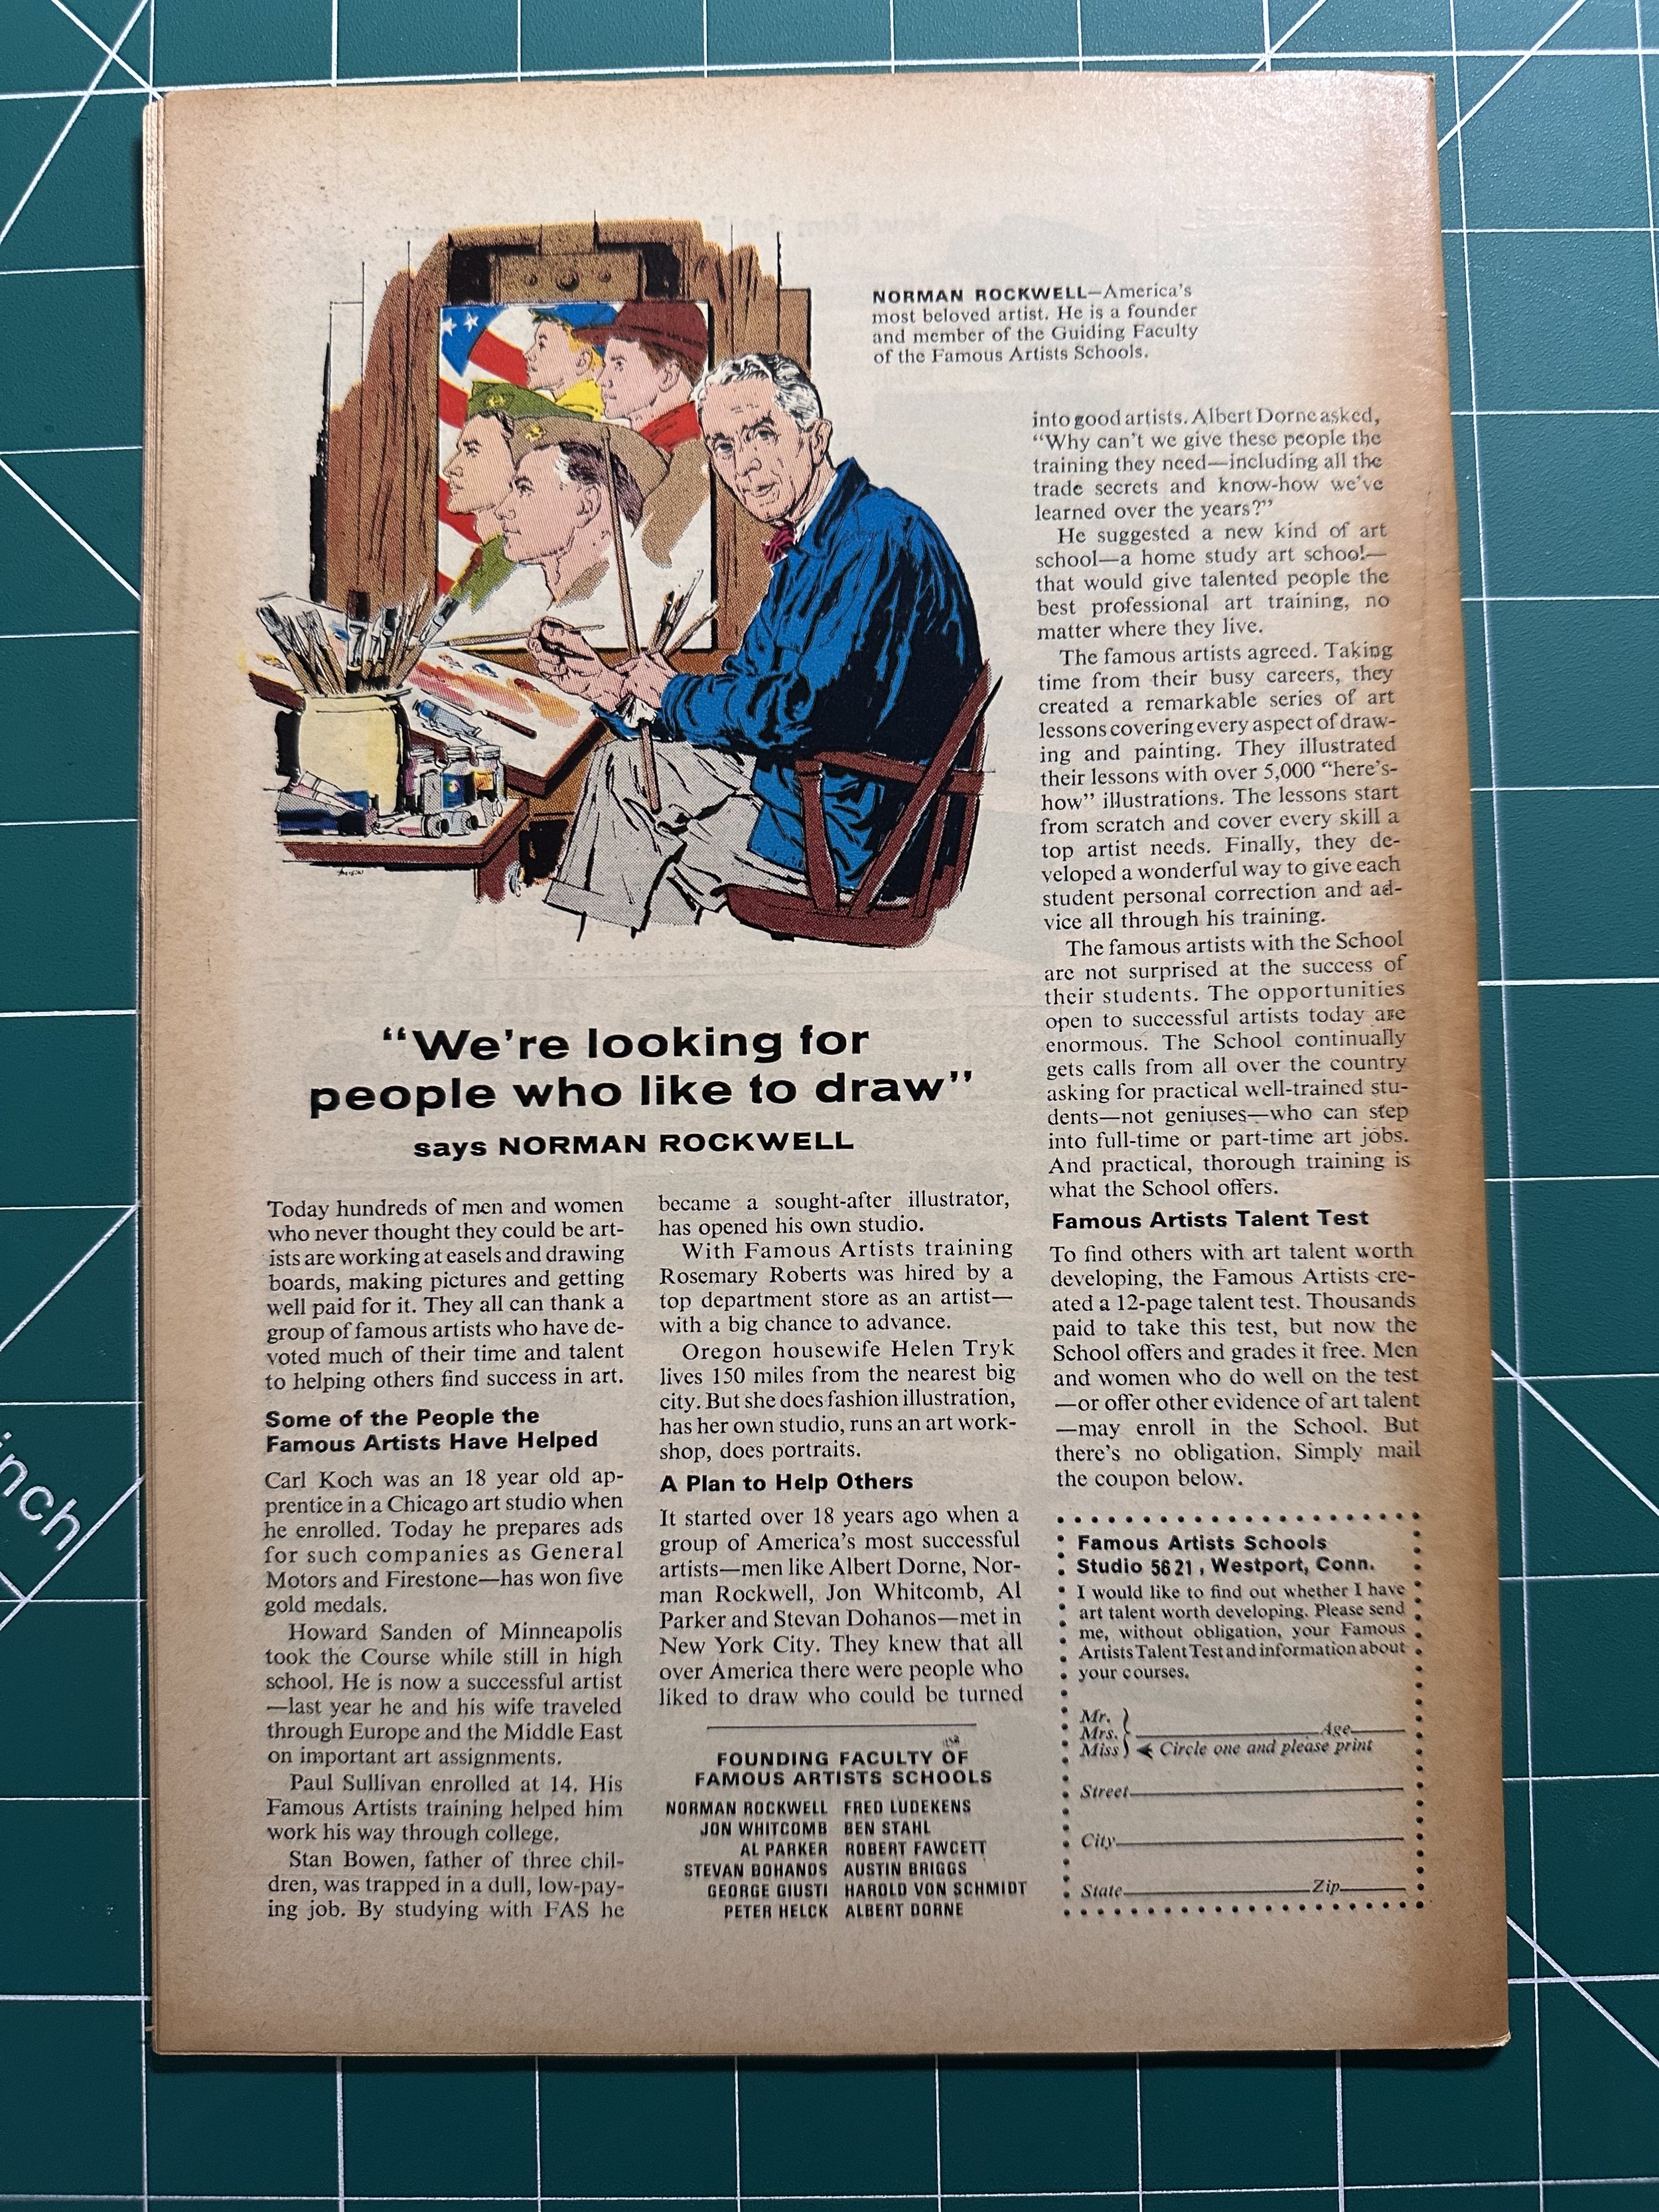 NORMAN ROCKWELL—America's
most beloved artist. He is a founder
and member of the Guiding Faculty
of the Famous Artists Schools.
"We're looking for
people who like to draw"
says NORMAN ROCKWELL
Today hundreds of men and women
who never thought they could be art-
ists are working at easels and drawing
boards, making pictures and getting
well paid for it. They all can thank a
group of famous artists who have de-
voted much of their time and talent
to helping others find success in art.
Some of the People the
Famous Artists Have Helped
Carl Koch was an 18 year old ap-
prentice in a Chicago art studio when
he enrolled. Today he prepares ads
for such companies as General
Motors and Firestone—has won five
gold medals.
Howard Sanden of Minneapolis
took the Course while still in high
school. He is now a successful artist
—last year he and his wife traveled
through Europe and the Middle East
on important art assignments.
Paul Sullivan enrolled at 14. His
Famous Artists training helped him
work his way through college.
Stan Bowen, father of three chil-
dren, was trapped in a dull, low-pay-
ing job. By studying with FAS he
became a sought-after illustrator,
has opened his own studio.
With Famous Artists training
Rosemary Roberts was hired by a
top department store as an artist—
with a big chance to advance.
Oregon housewife Helen Tryk
lives 150 miles from the nearest big
city. But she does fashion illustration,
has her own studio, runs an art work-
shop, does portraits.
A Plan to Help Others
It started over 18 years ago when a
group of America's most successful
artists—men like Albert Dorne, Nor-
man Rockwell, Jon Whitcomb, Al
Parker and Stevan Dohanos—met in
New York City. They knew that all
over America there were people who
liked to draw who could be turned
FOUNDING FACULTY OF
FAMOUS ARTISTS SCHOOLS
NORMAN ROCKWELL FRED LUDEKENS
JON WHITCOMB BEN STAHL
AL PARKER ROBERT FAWCETT
STEVAN DOHANOS AUSTIN BRIGGS
GEORGE GIUSTI HAROLD VON SCHMIDT
PETER HELCK ALBERT DORNE
into good artists. Albert Dorne asked,
"Why can't we give these people the
training they need—including all the
trade secrets and know-how we've
learned over the years?"
He suggested a new kind of art
school—a home study art school—
that would give talented people the
best professional art training, no
matter where they live.
The famous artists agreed. Taking
time from their busy careers, they
created a remarkable series of art
lessons covering every aspect of draw-
ing and painting. They illustrated
their lessons with over 5,000 "here's-
how" illustrations. The lessons start
from scratch and cover every skill a
top artist needs. Finally, they de-
veloped a wonderful way to give each
student personal correction and ad-
vice all through his training.
The famous artists with the School
are not surprised at the success of
their students. The opportunities
open to successful artists today are
enormous. The School continually
gets calls from all over the country
asking for practical well-trained stu-
dents—not geniuses—who can step
into full-time or part-time art jobs.
And practical, thorough training is
what the School offers.
Famous Artists Talent Test
To find others with art talent worth
developing, the Famous Artists cre-
ated a 12-page talent test. Thousands
paid to take this test, but now the
School offers and grades it free. Men
and women who do well on the test
—or offer other evidence of art talent
—may enroll in the School. But
there's no obligation. Simply mail
the coupon below.
Famous Artists Schools
Studio 5621, Westport, Conn.
I would like to find out whether I have
art talent worth developing. Please send
me, without obligation, your Famous
Artists Talent Test and information about
your courses.
Mr.
Mrs. Age
Miss Circle one and please print
Street
City
State Zip
inch